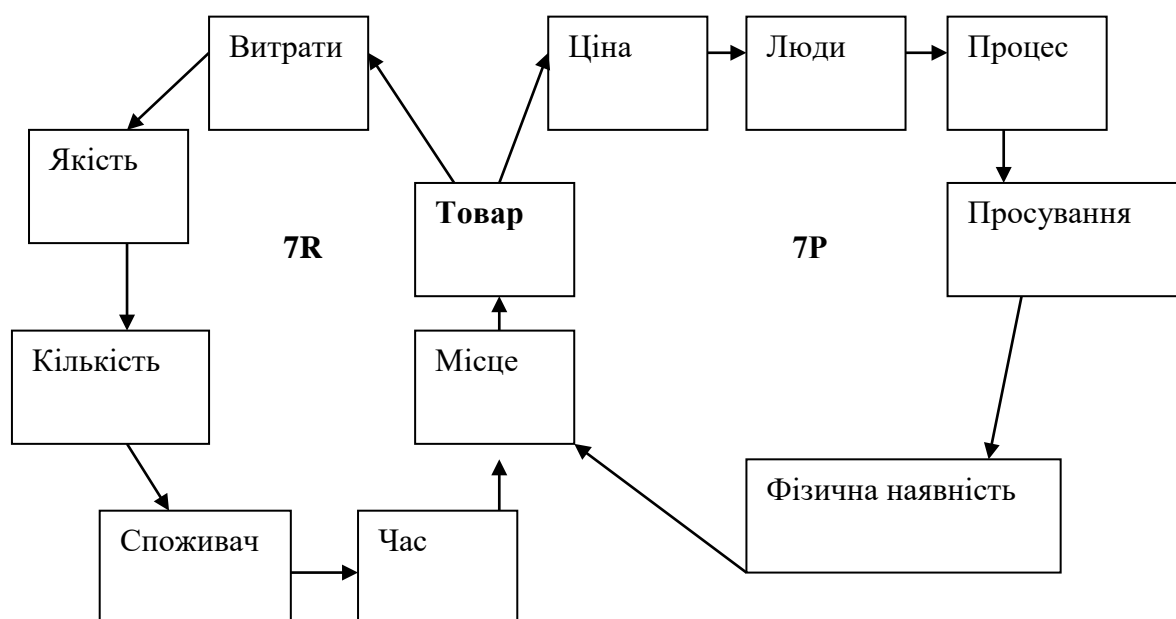 Витрати
Ціна
Люди
Процес
Якість
Товар
Просування
7R
7P
Кількість
Місце
Фізична наявність
Споживач
Час